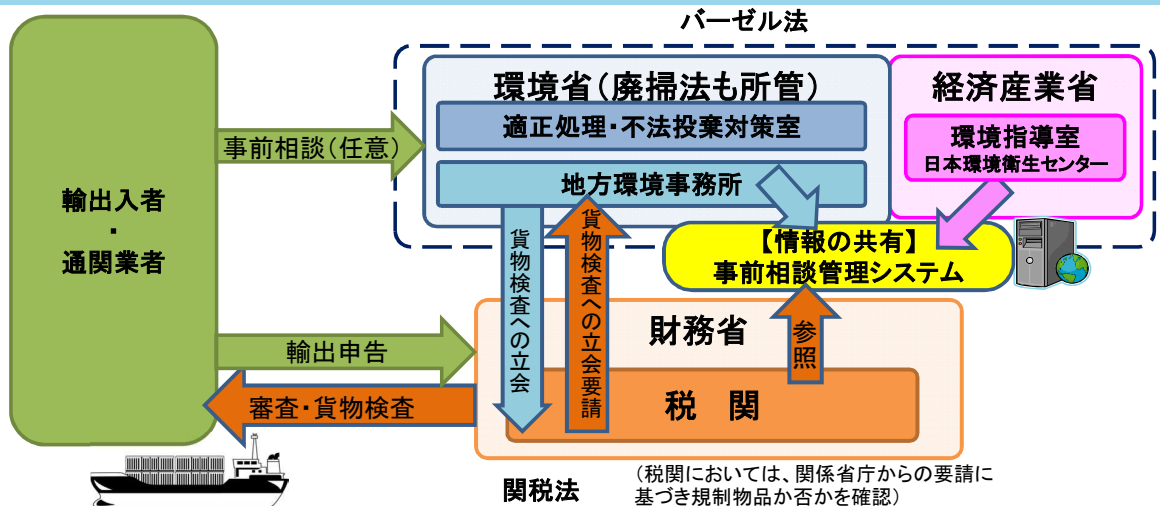 バーゼル法
環境省(廃掃法も所管)
適正処理・不法投棄対策室
地方環境事務所
経済産業省
環境指導室
日本環境衛生センター
事前相談(任意)
輸出入者
・
通関業者
【情報の共有】
事前相談管理システム
貨物検査への立会
貨物検査への立会要請
参照
財務省
税 関
輸出申告
審査・貨物検査
関税法
(税関においては、関係省庁からの要請に
基づき規制物品か否かを確認)